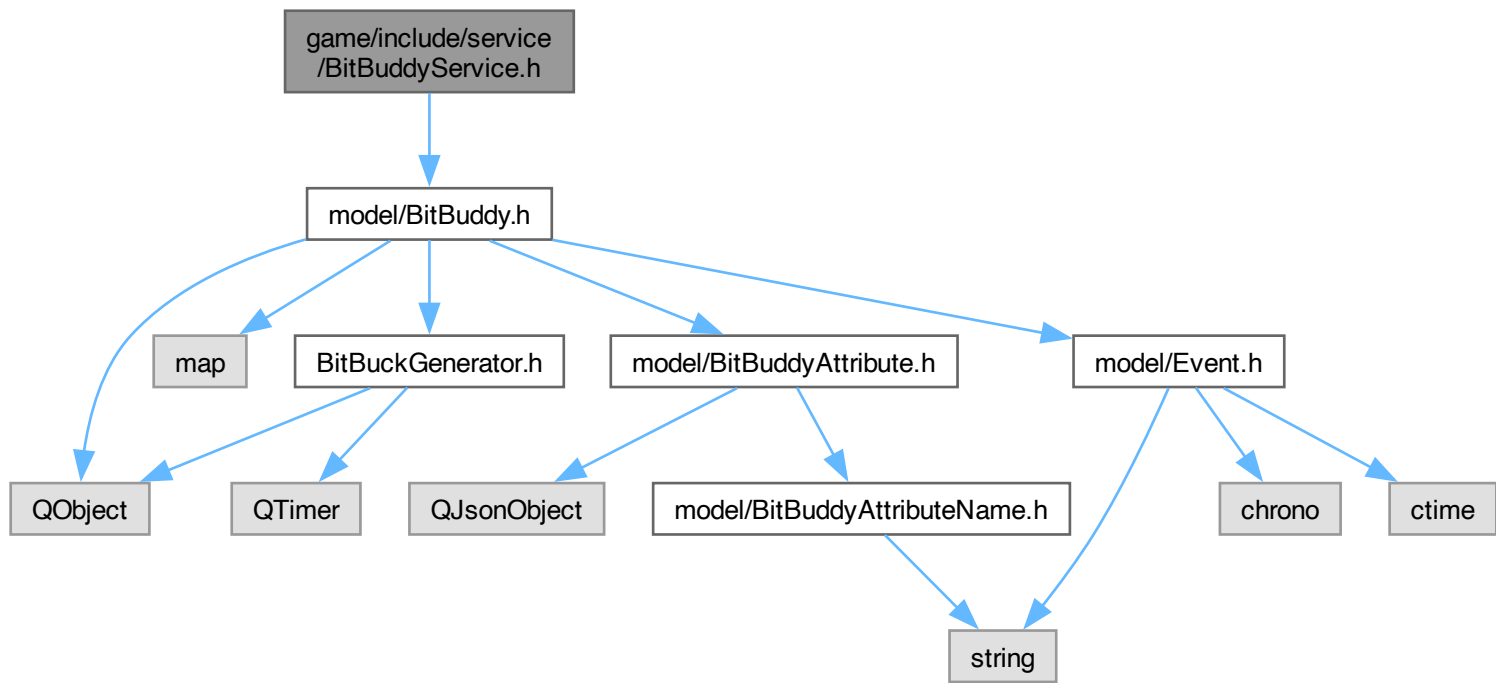 game/include/service
/BitBuddyService.h
model/BitBuddy.h
map
BitBuckGenerator.h
model/BitBuddyAttribute.h
model/Event.h
QObject
QTimer
QJsonObject
model/BitBuddyAttributeName.h
chrono
ctime
string